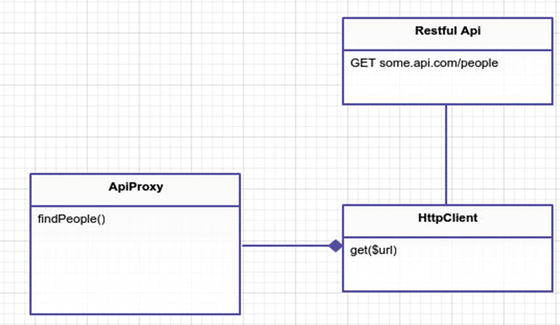 Restful Api
GET some.api.com/people
ApiProxy
findPeople()
HttpClient
get($url)